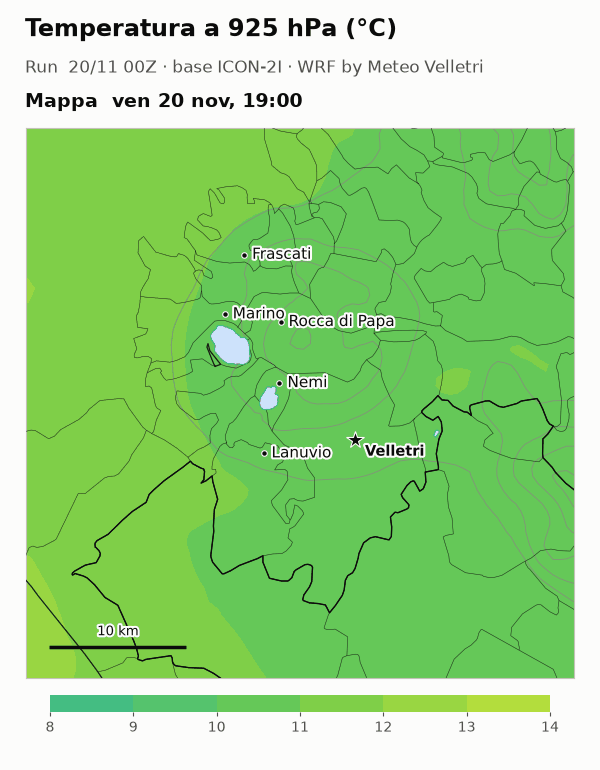 Temperatura a 925 hPa (°C)
Run  20/11 00Z · base ICON-2I · WRF by Meteo Velletri
Mappa  ven 20 nov, 19:00
Frascati
Marino
Rocca di Papa
Nemi
Velletri
Lanuvio
10 km
8 9 10 11 12 13 14